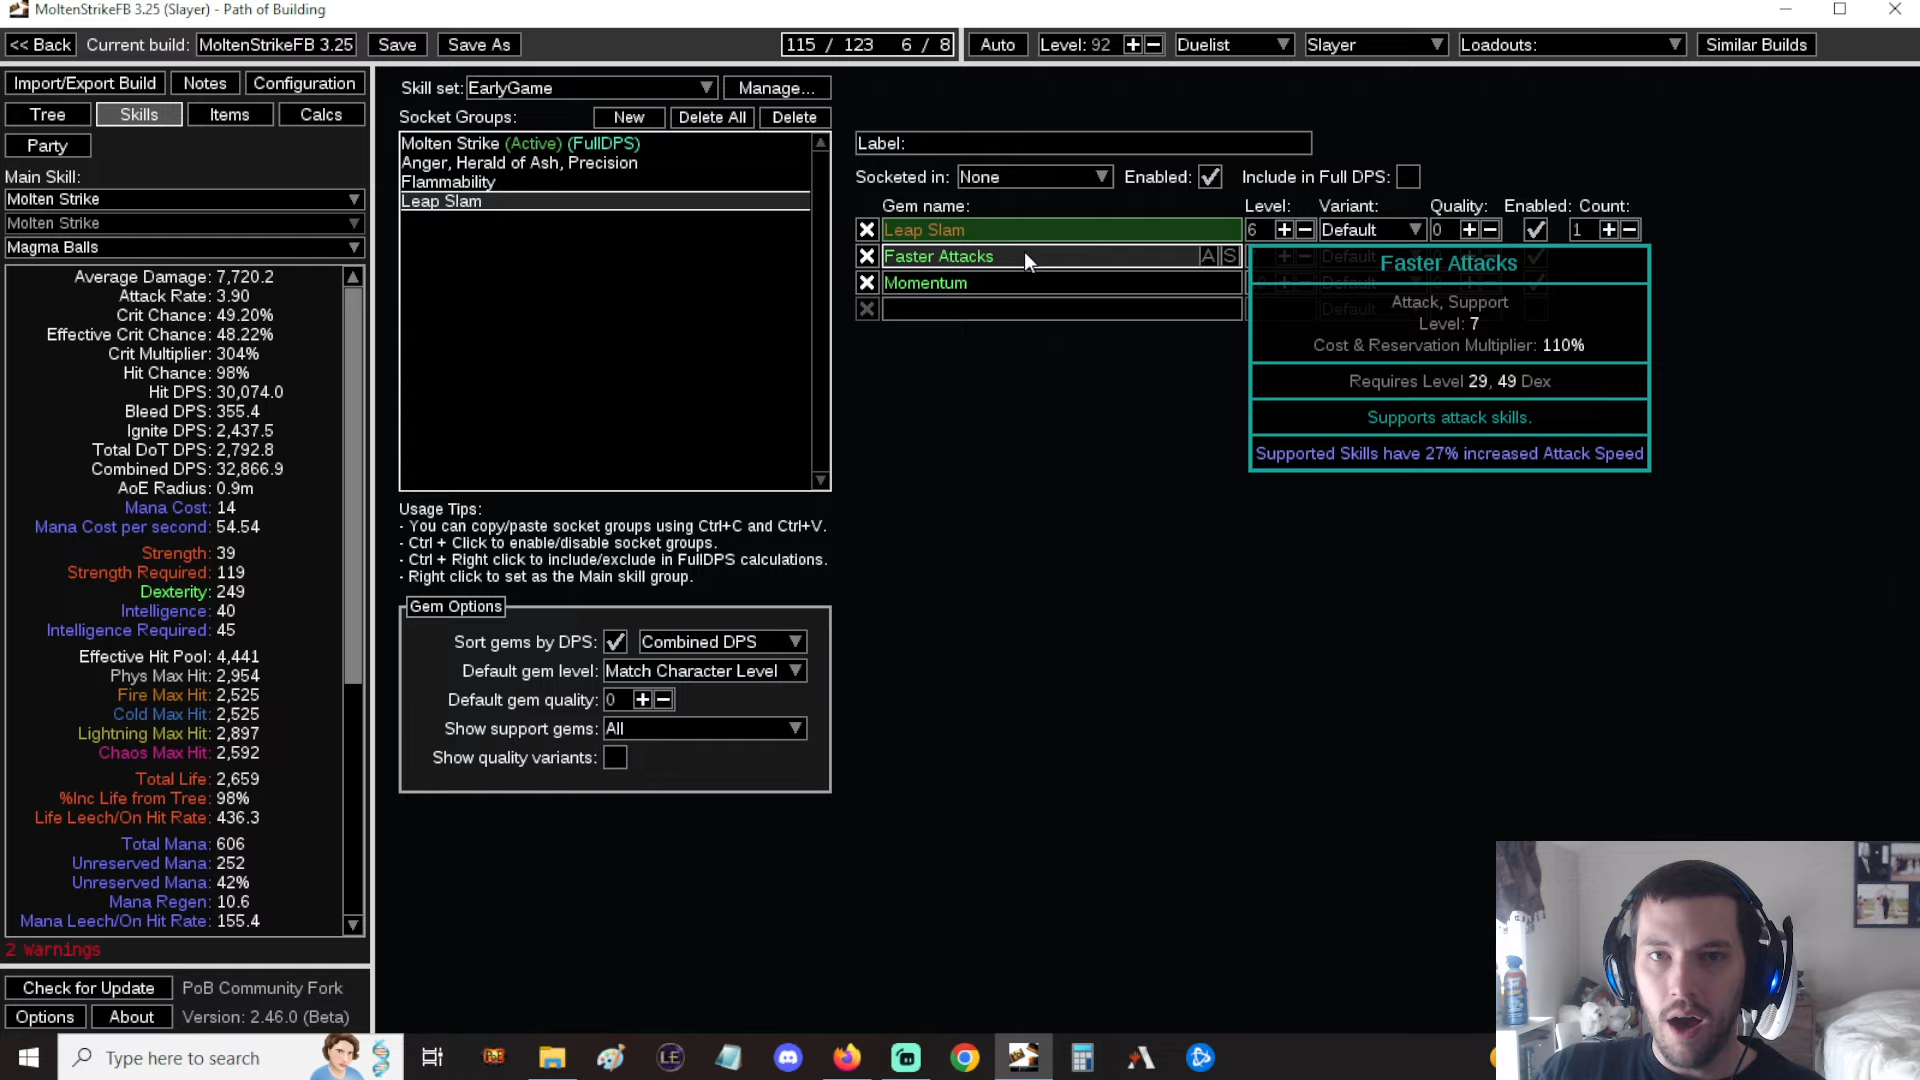 MoltenStrikeFB 3.25 (Slayer) - Path of Building
<< Back Current build: MoltenStrikeFB 3.25 Save Save As 115 / 123 6 / 8 Auto Level: 92 Duelist Slayer Loadouts: Similar Builds
Import/Export Build Notes Configuration
Tree Skills Items Calcs
Party
Main Skill:
Molten Strike
Molten Strike
Magma Balls
Average Damage: 7,720.2
Attack Rate: 3.90
Crit Chance: 49.20%
Effective Crit Chance: 48.22%
Crit Multiplier: 304%
Hit Chance: 98%
Hit DPS: 30,074.0
Bleed DPS: 355.4
Ignite DPS: 2,437.5
Total DoT DPS: 2,792.8
Combined DPS: 32,866.9
AoE Radius: 0.9m
Mana Cost: 14
Mana Cost per second: 54.54
Strength: 39
Strength Required: 119
Dexterity: 249
Intelligence: 40
Intelligence Required: 45
Effective Hit Pool: 4,441
Phys Max Hit: 2,954
Fire Max Hit: 2,525
Cold Max Hit: 2,525
Lightning Max Hit: 2,897
Chaos Max Hit: 2,592
Total Life: 2,659
%Inc Life from Tree: 98%
Life Leech/On Hit Rate: 436.3
Total Mana: 606
Unreserved Mana: 252
Unreserved Mana: 42%
Mana Regen: 10.6
Mana Leech/On Hit Rate: 155.4
2 Warnings
Check for Update PoB Community Fork
Options About Version: 2.46.0 (Beta)
Skill set: EarlyGame Manage...
Socket Groups: New Delete All Delete
Molten Strike (Active) (FullDPS)
Anger, Herald of Ash, Precision
Flammability
Leap Slam
Usage Tips:
- You can copy/paste socket groups using Ctrl+C and Ctrl+V.
- Ctrl + Click to enable/disable socket groups.
- Ctrl + Right click to include/exclude in FullDPS calculations.
- Right click to set as the Main skill group.
Gem Options
Sort gems by DPS: Combined DPS
Default gem level: Match Character Level
Default gem quality: 0
Show support gems: All
Show quality variants:
Label:
Socketed in: None Enabled: Include in Full DPS:
Gem name: Level: Variant: Quality: Enabled: Count:
Leap Slam 6 Default 0 1
Faster Attacks A S Default
Momentum Default
Default
Faster Attacks
Attack, Support
Level: 7
Cost & Reservation Multiplier: 110%
Requires Level 29, 49 Dex
Supports attack skills.
Supported Skills have 27% increased Attack Speed
Type here to search